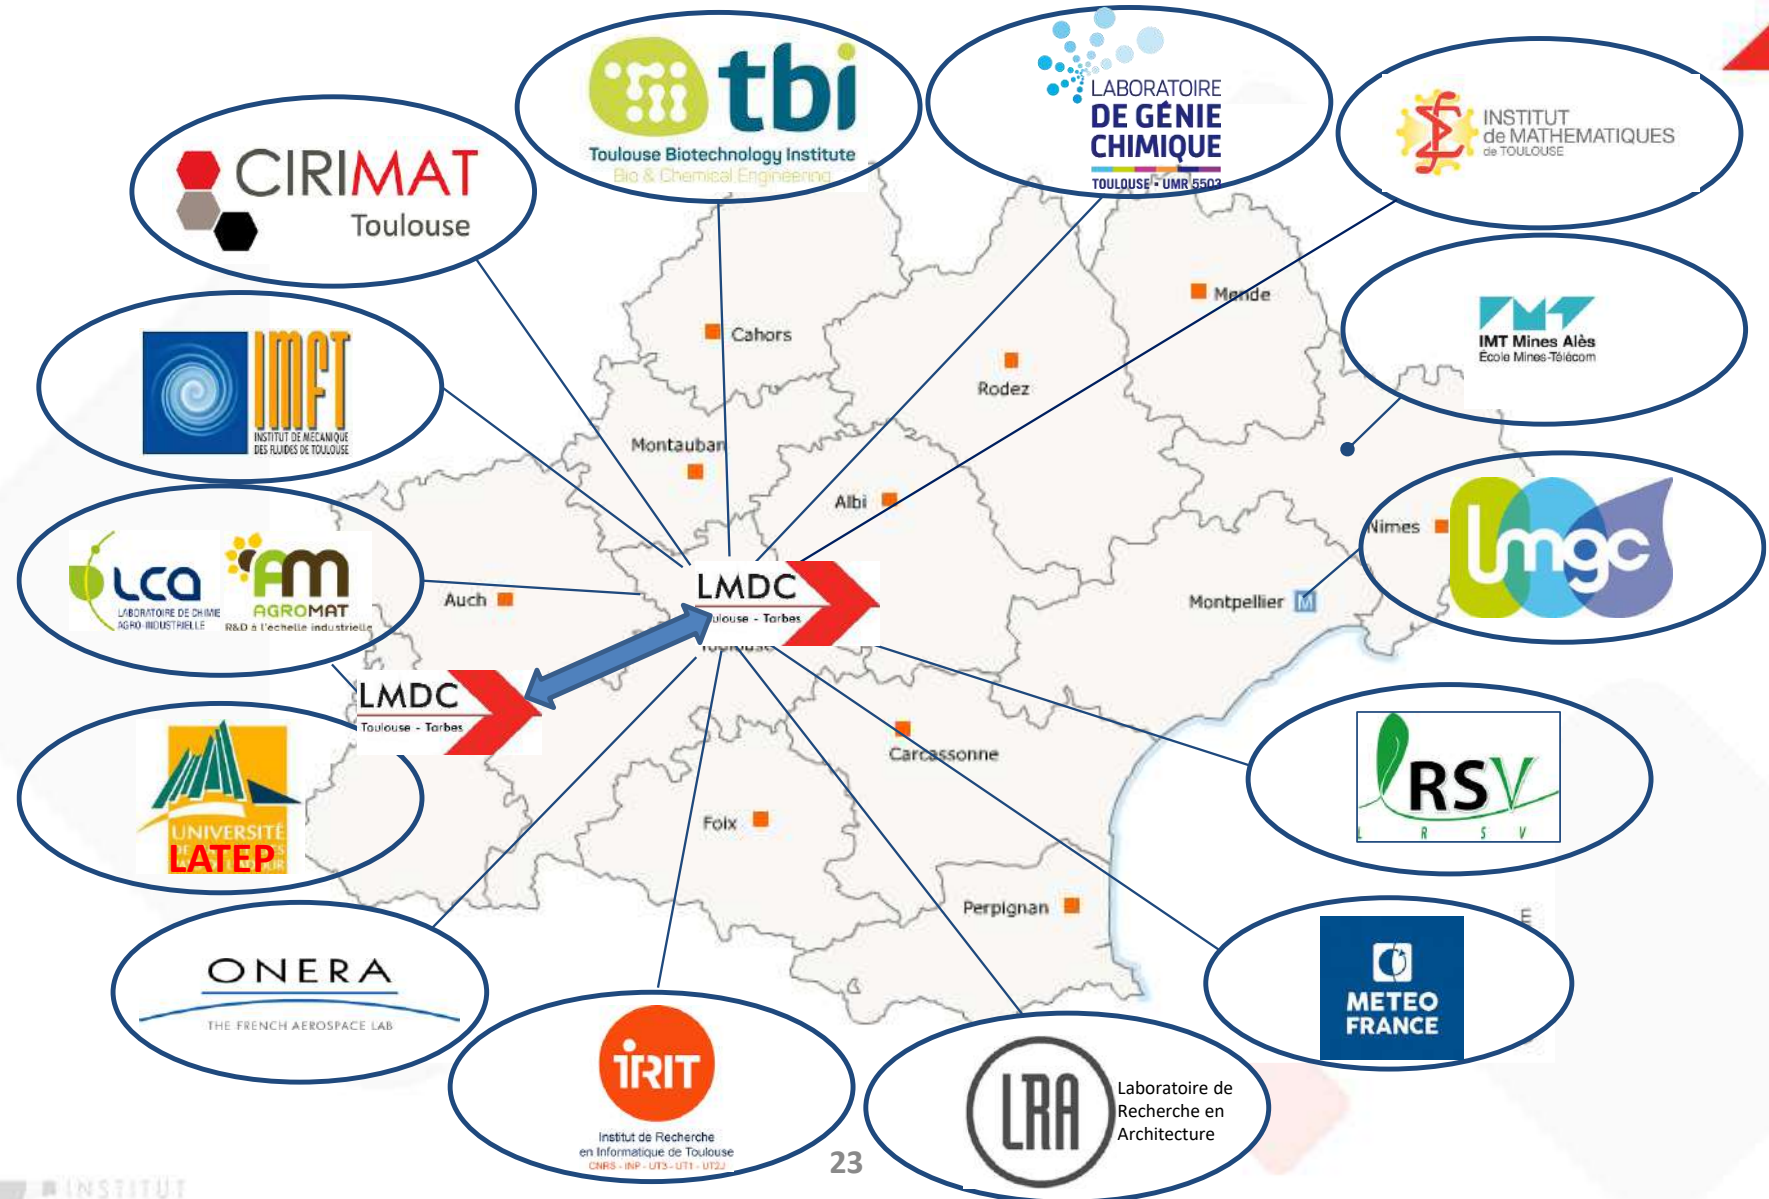 tbi
Toulouse Biotechnology Institute
Bio & Chemical Engineering
LABORATOIRE
DE GÉNIE
CHIMIQUE
TOULOUSE - UMR 5503
INSTITUT
de MATHEMATIQUES
de TOULOUSE
CIRIMAT
Toulouse
IMT Mines Alès
École Mines-Télécom
Mende
Cahors
Rodez
IMFT
INSTITUT DE MECANIQUE
DES FLUIDES DE TOULOUSE
Montauban
Albi
Nimes
lmgc
LCA
LABORATOIRE DE CHIMIE
AGRO-INDUSTRIELLE
AM
AGROMAT
R&D à l'échelle industrielle
Auch
LMDC
Toulouse - Tarbes
Toulouse
Montpellier
M
LMDC
Toulouse - Tarbes
UNIVERSITÉ
LATEP
Carcassonne
Foix
Perpignan
RSV
L R S V
E
METEO
FRANCE
ONERA
THE FRENCH AEROSPACE LAB
IRIT
Institut de Recherche
en Informatique de Toulouse
CNRS - INP - UT3 - UT1 - UT2J
LRA
Laboratoire de
Recherche en
Architecture
23
INSTITUT